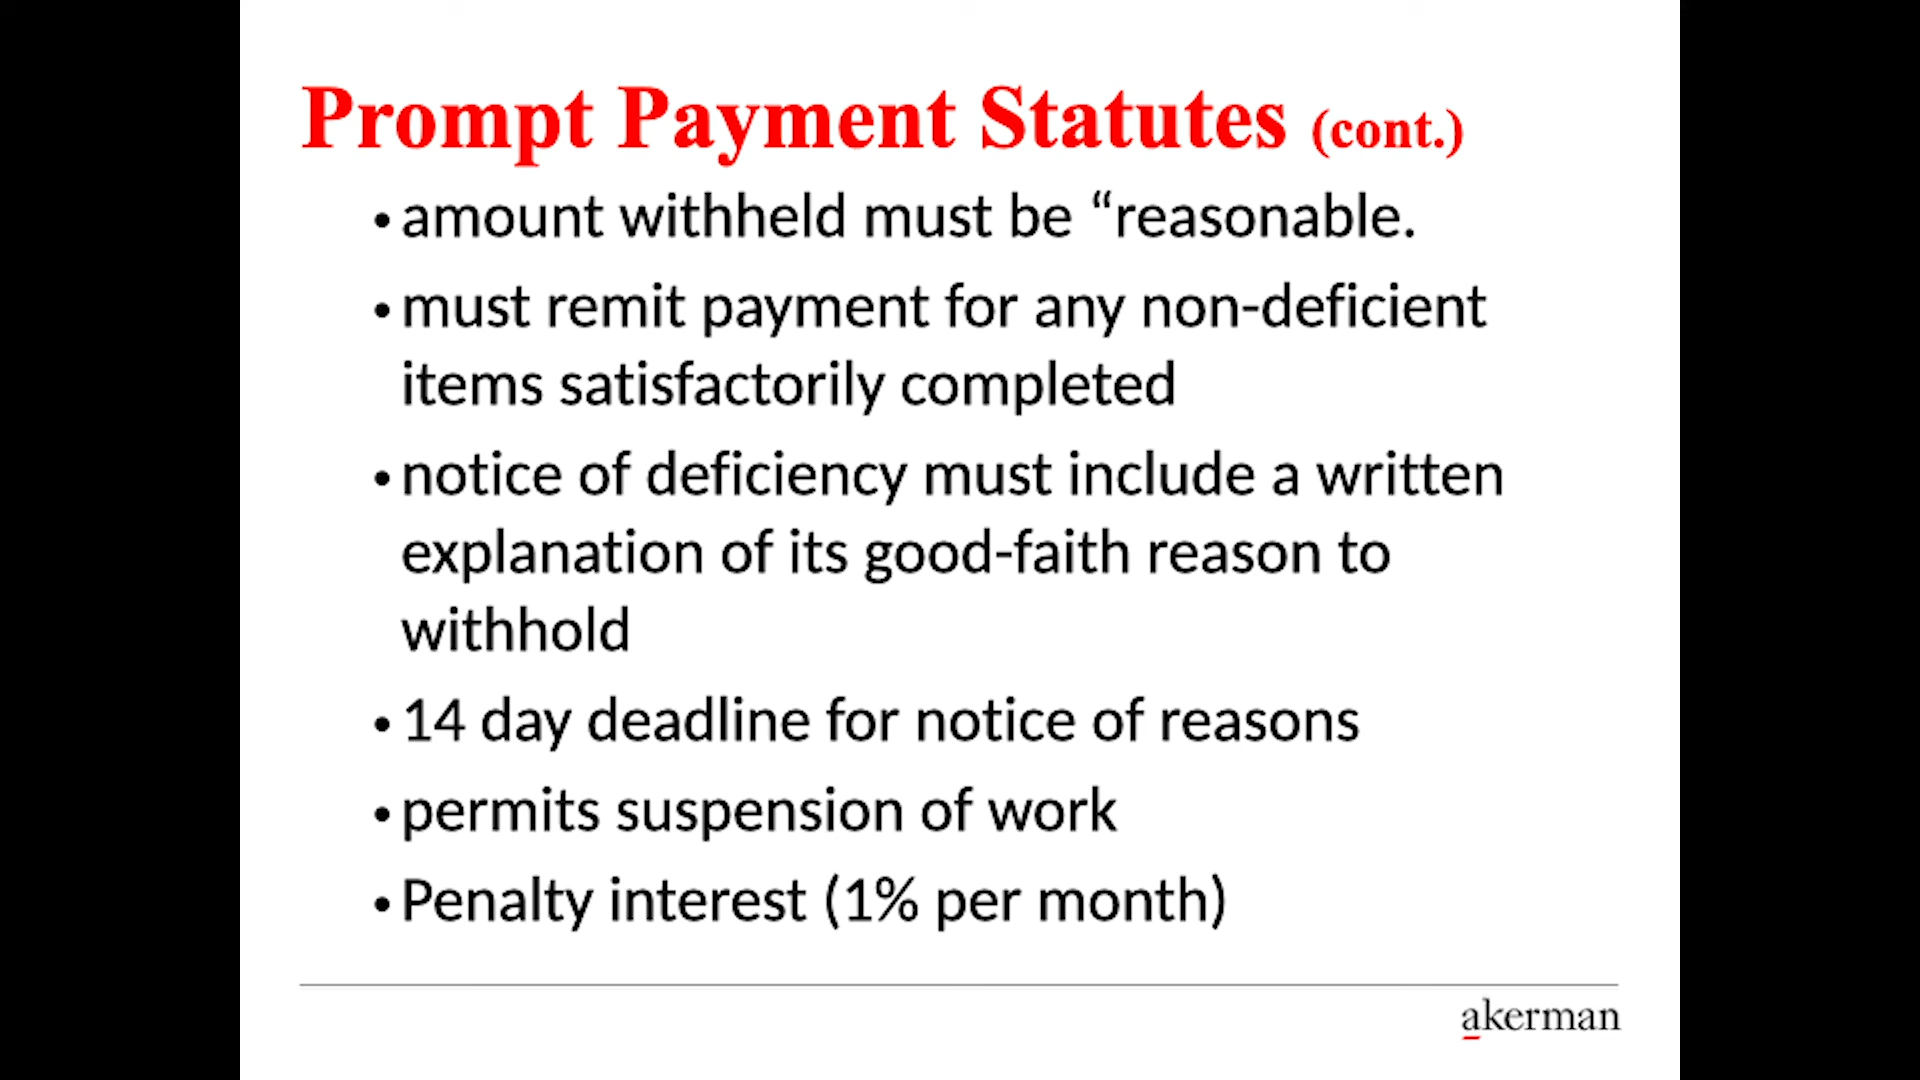 Prompt Payment Statutes (cont.)
• amount withheld must be “reasonable.
• must remit payment for any non-deficient
items satisfactorily completed
• notice of deficiency must include a written
explanation of its good-faith reason to
withhold
• 14 day deadline for notice of reasons
• permits suspension of work
• Penalty interest (1% per month)
akerman